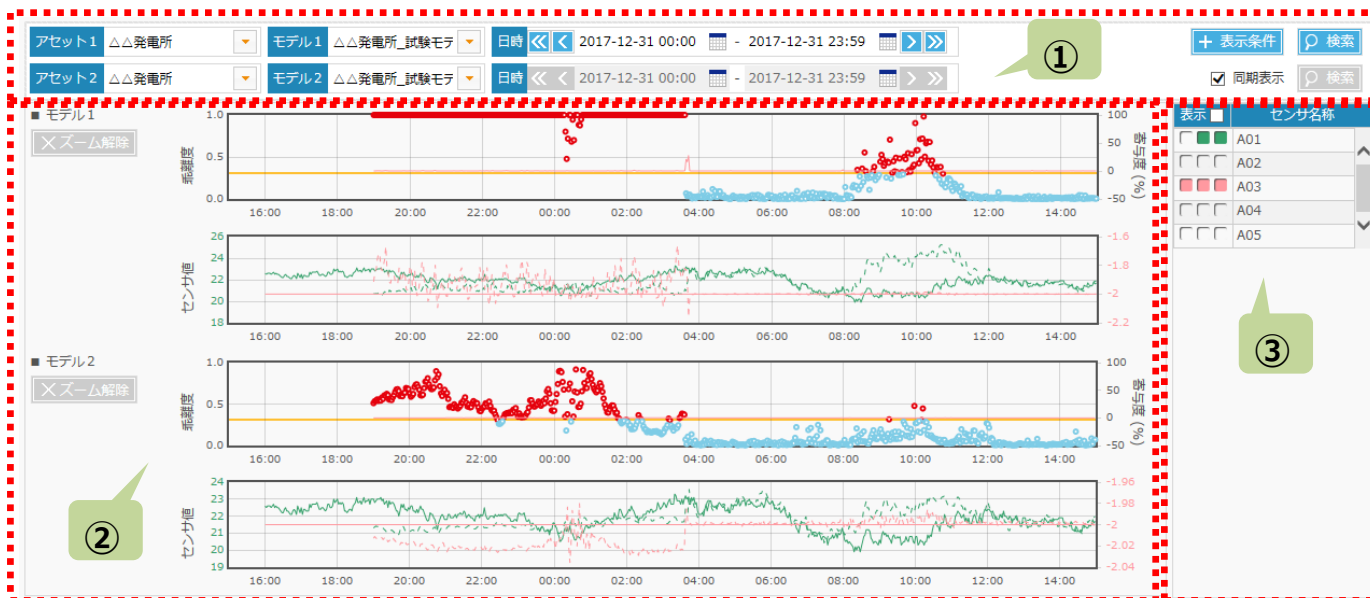 アセット1 △△発電所 モデル1 △△発電所_試験モデ 日時 2017-12-31 00:00 - 2017-12-31 23:59 + 表示条件 検索
アセット2 △△発電所 モデル2 △△発電所_試験モデ 日時 2017-12-31 00:00 - 2017-12-31 23:59 同期表示 検索
①
■ モデル1
×ズーム解除
乖離度
1.0
0.5
0.0
寄与度 (%)
100
50
0
-50
16:00 18:00 20:00 22:00 00:00 02:00 04:00 06:00 08:00 10:00 12:00 14:00
センサ値
26
24
22
20
18
-1.6
-1.8
-2
-2.2
16:00 18:00 20:00 22:00 00:00 02:00 04:00 06:00 08:00 10:00 12:00 14:00
■ モデル2
×ズーム解除
乖離度
1.0
0.5
0.0
寄与度 (%)
100
50
0
-50
16:00 18:00 20:00 22:00 00:00 02:00 04:00 06:00 08:00 10:00 12:00 14:00
②
センサ値
24
23
22
21
20
19
-1.96
-1.98
-2
-2.02
-2.04
16:00 18:00 20:00 22:00 00:00 02:00 04:00 06:00 08:00 10:00 12:00 14:00
表示 センサ名称
A01
A02
A03
A04
A05
③